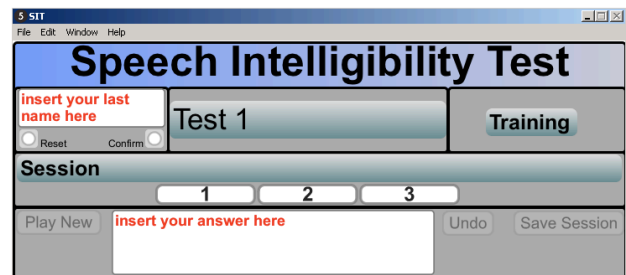 5 SIT
File Edit Window Help
Speech Intelligibility Test
insert your last
name here
Reset Confirm
Test 1
Training
Session
1 2 3
Play New
insert your answer here
Undo
Save Session